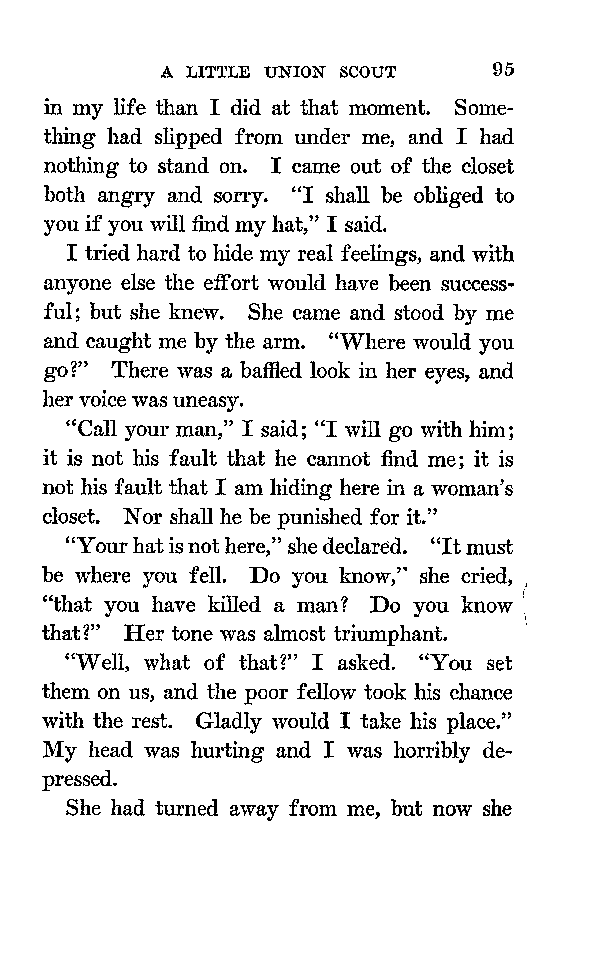 A LITTLE UNION SCOUT 95
in my life than I did at that moment. Some-
thing had slipped from under me, and I had
nothing to stand on. I came out of the closet
both angry and sorry. “I shall be obliged to
you if you will find my hat,” I said.
I tried hard to hide my real feelings, and with
anyone else the effort would have been success-
ful; but she knew. She came and stood by me
and caught me by the arm. “Where would you
go?” There was a baffled look in her eyes, and
her voice was uneasy.
“Call your man,” I said; “I will go with him;
it is not his fault that he cannot find me; it is
not his fault that I am hiding here in a woman’s
closet. Nor shall he be punished for it.”
“Your hat is not here,” she declared. “It must
be where you fell. Do you know,” she cried,
“that you have killed a man? Do you know
that?” Her tone was almost triumphant.
“Well, what of that?” I asked. “You set
them on us, and the poor fellow took his chance
with the rest. Gladly would I take his place.”
My head was hurting and I was horribly de-
pressed.
She had turned away from me, but now she